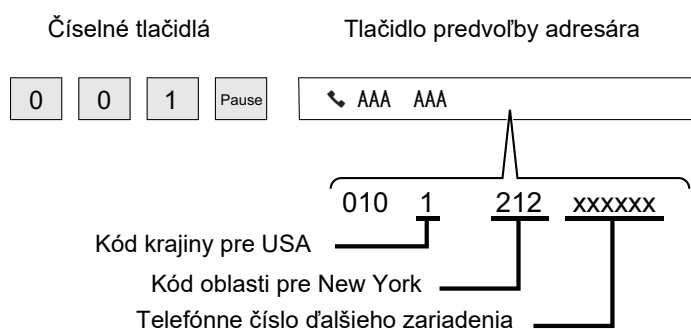 Číselné tlačidlá Tlačidlo predvoľby adresára
0 0 1 Pause AAA AAA
010 1 212 xxxxxx
Kód krajiny pre USA
Kód oblasti pre New York
Telefónne číslo ďalšieho zariadenia